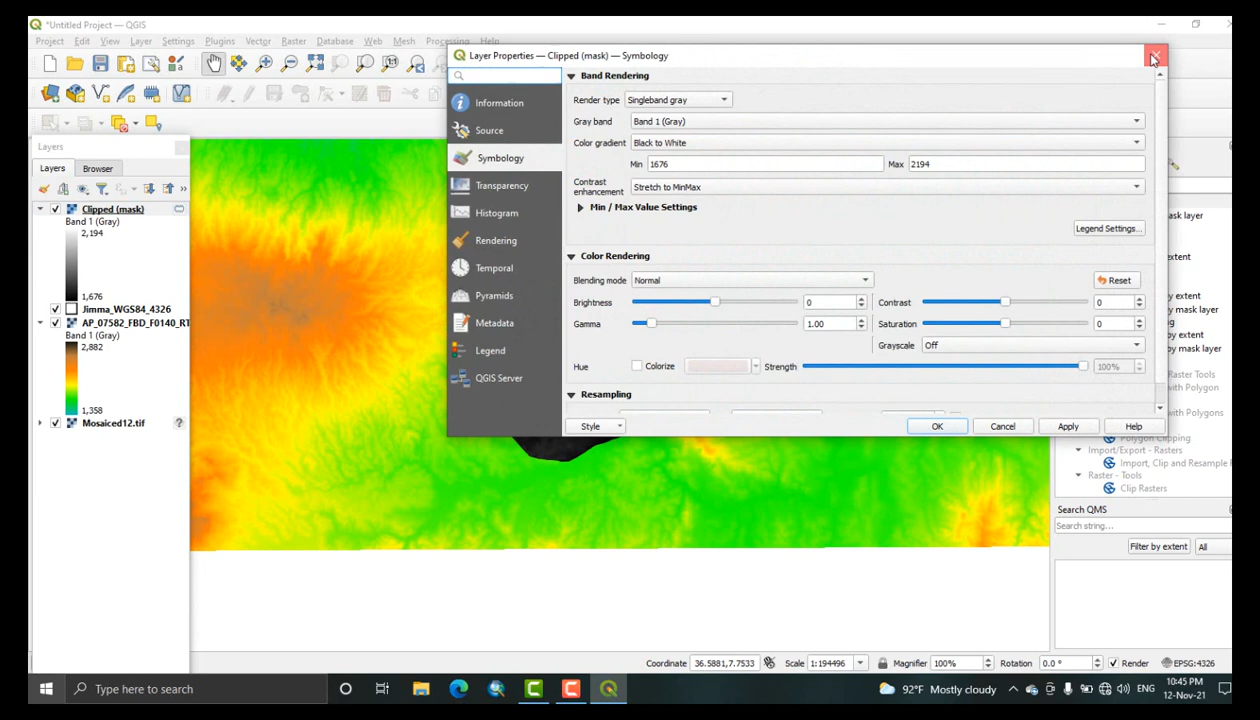 *Untitled Project — QGIS
Project Edit View Layer Settings Plugins Vector Raster Database Web Mesh Processing Help
Layer Properties — Clipped (mask) — Symbology
Information
Source
Symbology
Transparency
Histogram
Rendering
Temporal
Pyramids
Metadata
Legend
QGIS Server
Band Rendering
Render type Singleband gray
Gray band Band 1 (Gray)
Color gradient Black to White
Min 1676 Max 2194
Contrast enhancement Stretch to MinMax
Min / Max Value Settings
Legend Settings...
Color Rendering
Blending mode Normal Reset
Brightness 0 Contrast 0
Gamma 1.00 Saturation 0
Grayscale Off
Hue Colorize Strength 100%
Resampling
Style OK Cancel Apply Help
Layers
Layers Browser
Clipped (mask)
Band 1 (Gray)
2,194
1,676
Jimma_WGS84_4326
AP_07582_FBD_F0140_RT
Band 1 (Gray)
2,882
1,358
Mosaiced12.tif ?
ask layer
xtent
by extent
by mask layer
ng
by extent
by mask layer
Raster Tools
with Polygon
with Polygons
Polygon Clipping
Import/Export - Rasters
Import, Clip and Resample
Raster - Tools
Clip Rasters
Search QMS
Search string...
Filter by extent All
Coordinate 36.5881,7.7533 Scale 1:194496 Magnifier 100% Rotation 0.0 ° Render EPSG:4326
Type here to search
92°F Mostly cloudy ENG 10:45 PM
12-Nov-21